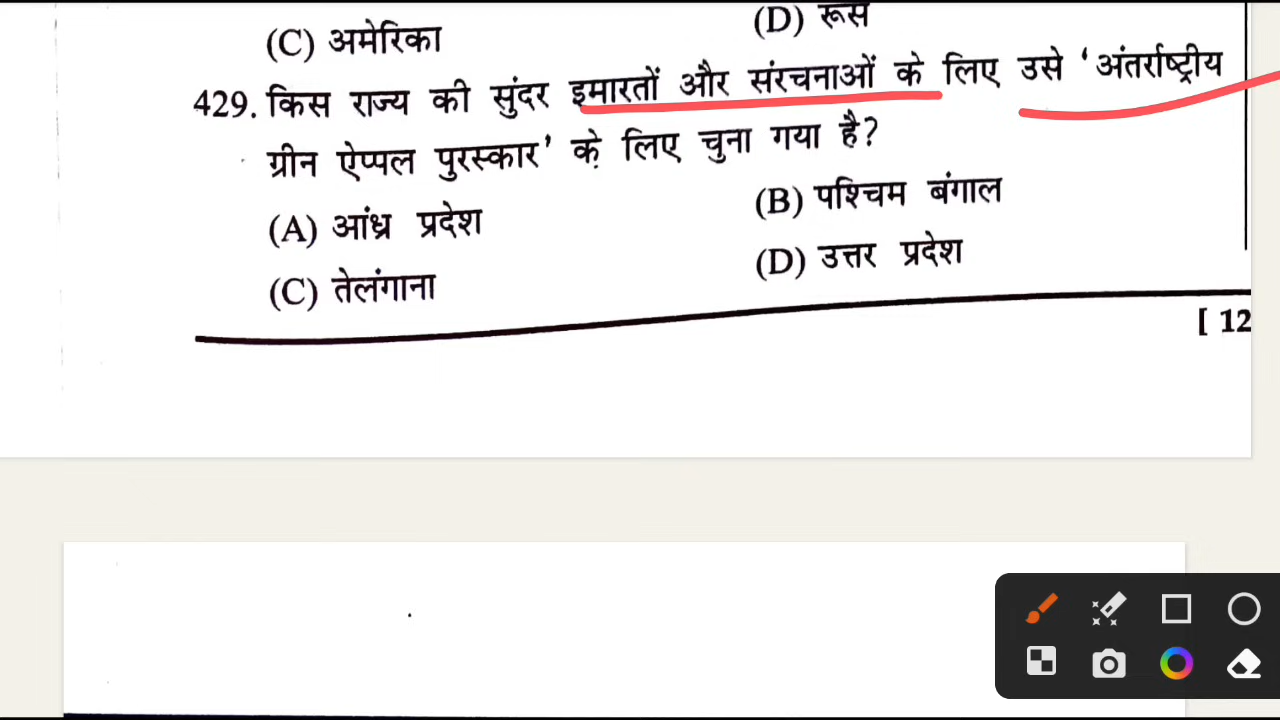 (C) अमेरिका (D) रूस
429. किस राज्य की सुंदर इमारतों और संरचनाओं के लिए उसे ‘अंतर्राष्ट्रीय
ग्रीन ऐप्पल पुरस्कार’ के लिए चुना गया है?
(A) आंध्र प्रदेश (B) पश्चिम बंगाल
(C) तेलंगाना (D) उत्तर प्रदेश
[ 12